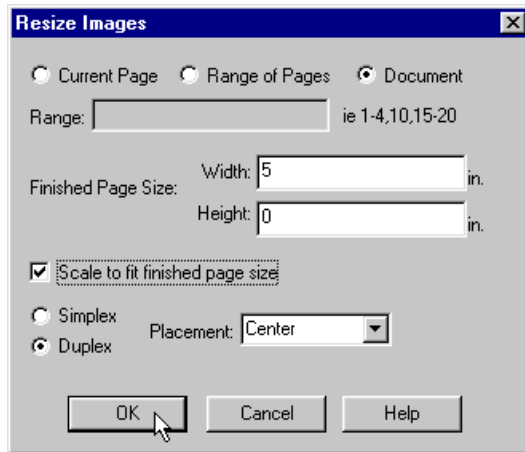 Resize Images
Current Page Range of Pages Document
Range: ie 1-4,10,15-20
Width: 5 in.
Finished Page Size:
Height: 0 in.
Scale to fit finished page size
Simplex
Placement: Center
Duplex
OK Cancel Help